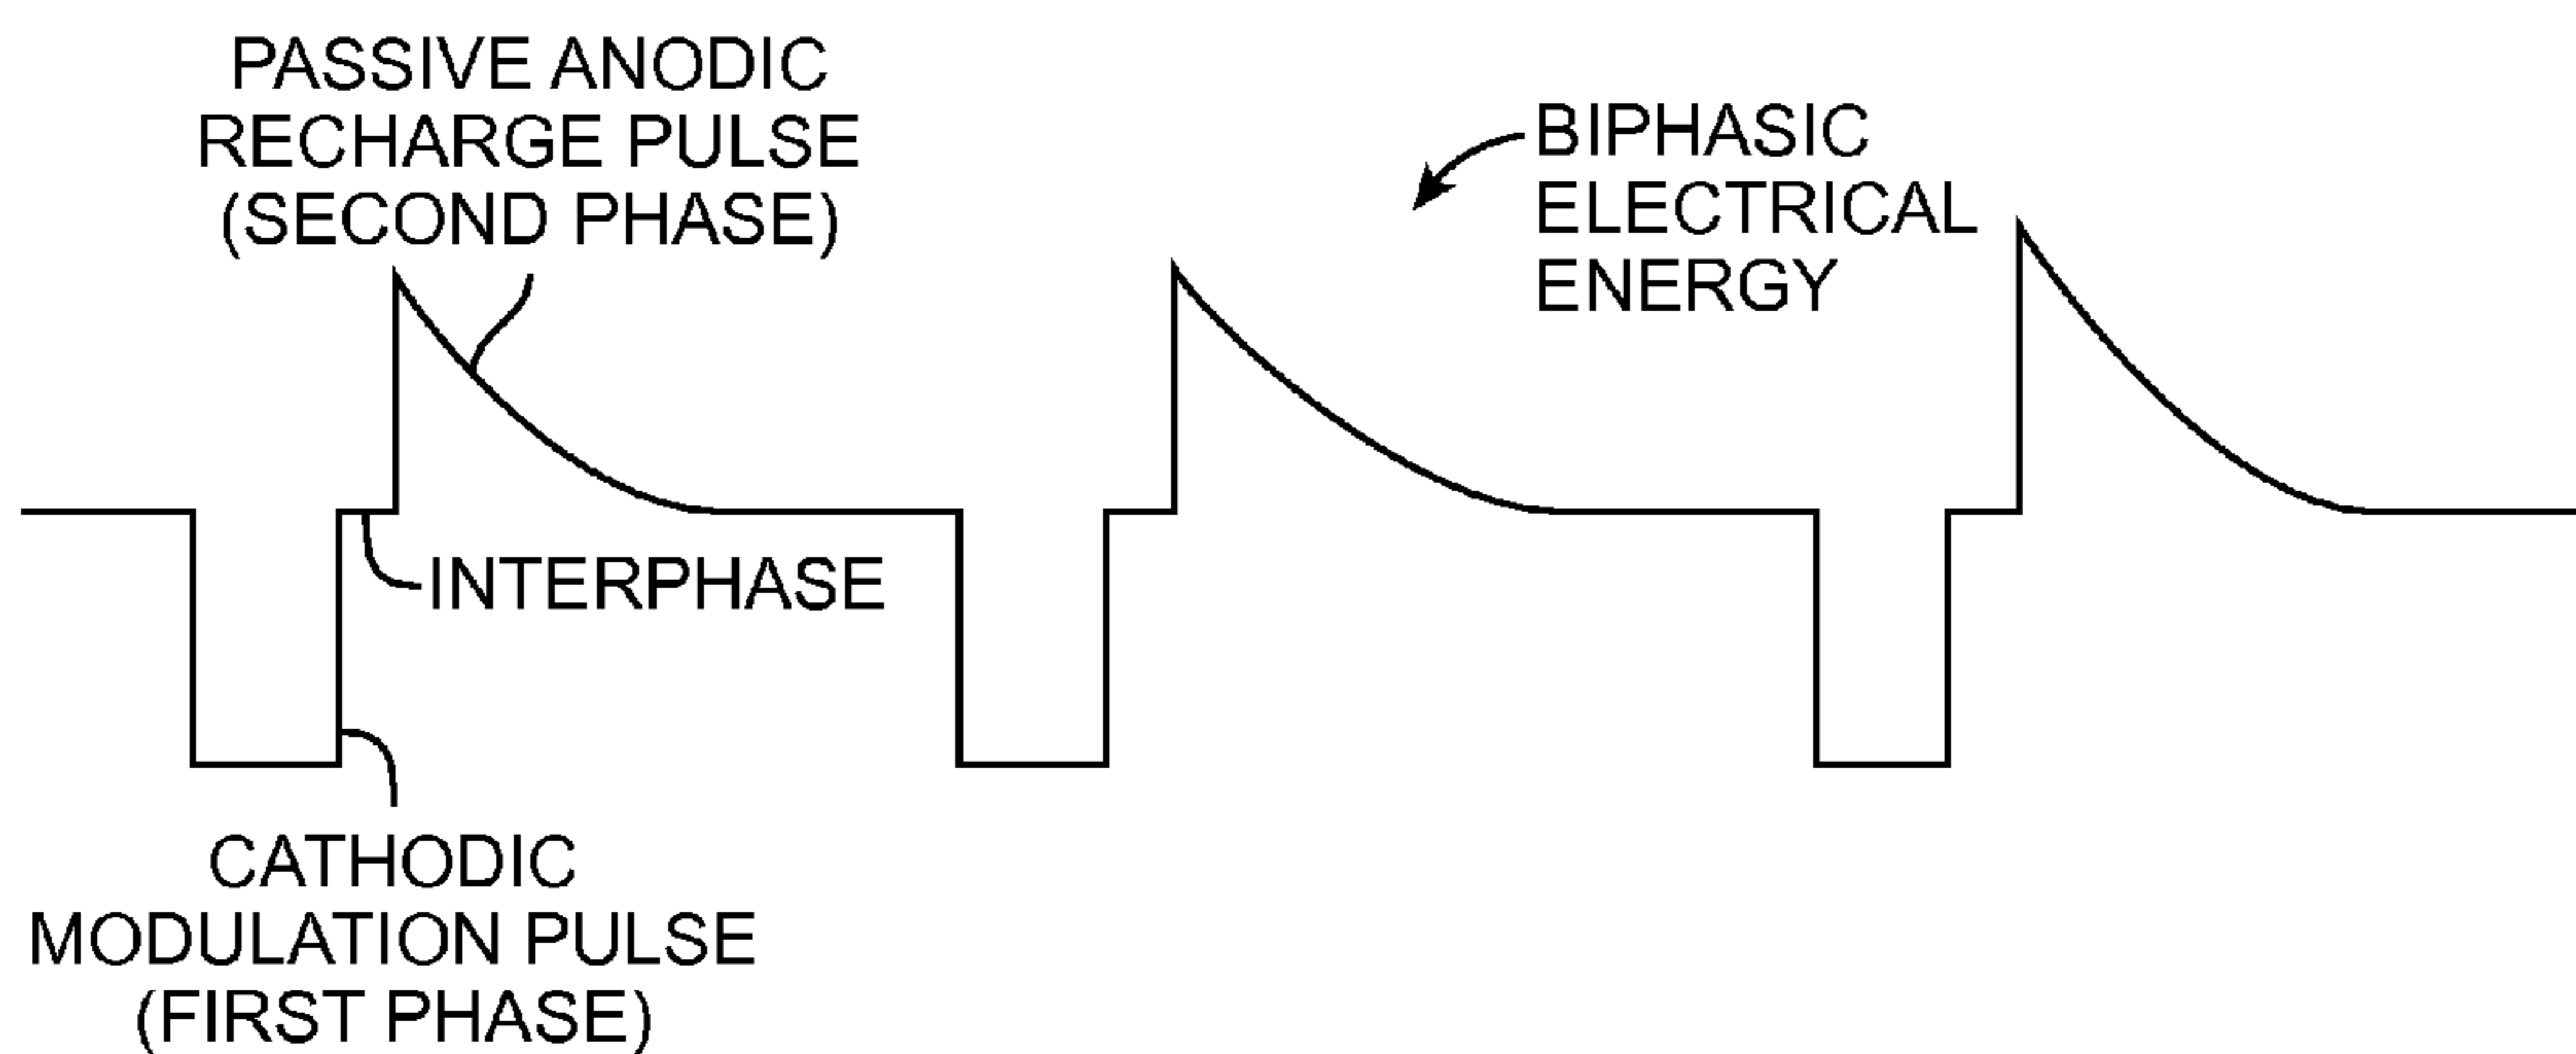 PASSIVE ANODIC
RECHARGE PULSE
(SECOND PHASE)
BIPHASIC
ELECTRICAL
ENERGY
INTERPHASE
CATHODIC
MODULATION PULSE
(FIRST PHASE)